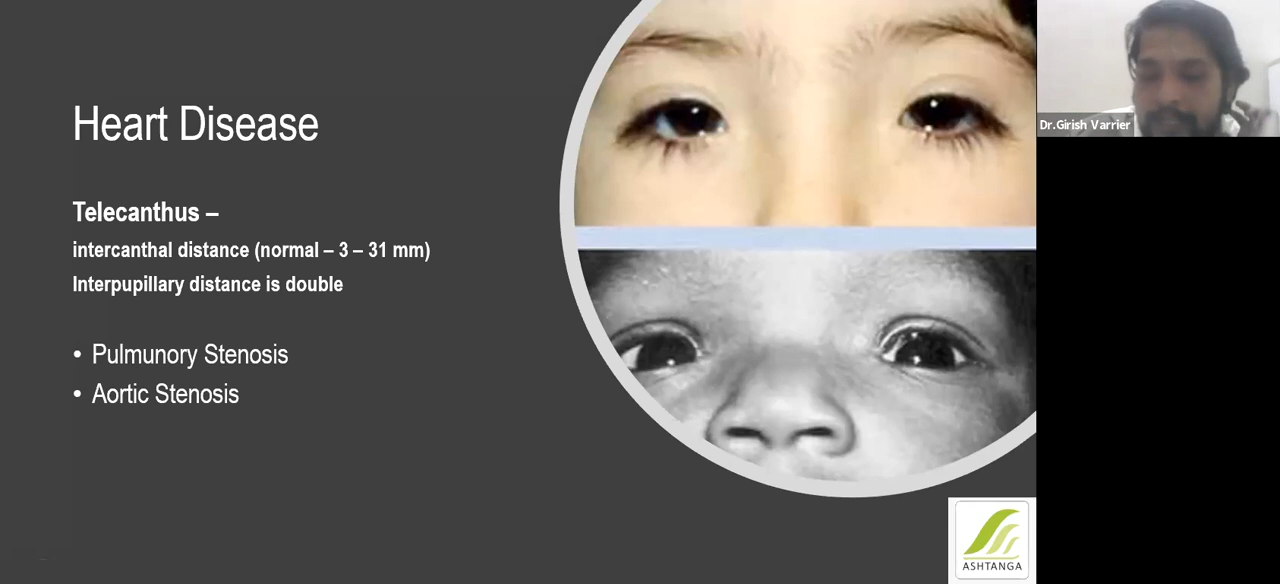 Heart Disease
Telecanthus –
intercanthal distance (normal – 3 – 31 mm)
Interpupillary distance is double
• Pulmunory Stenosis
• Aortic Stenosis
Dr.Girish Varrier
ASHTANGA